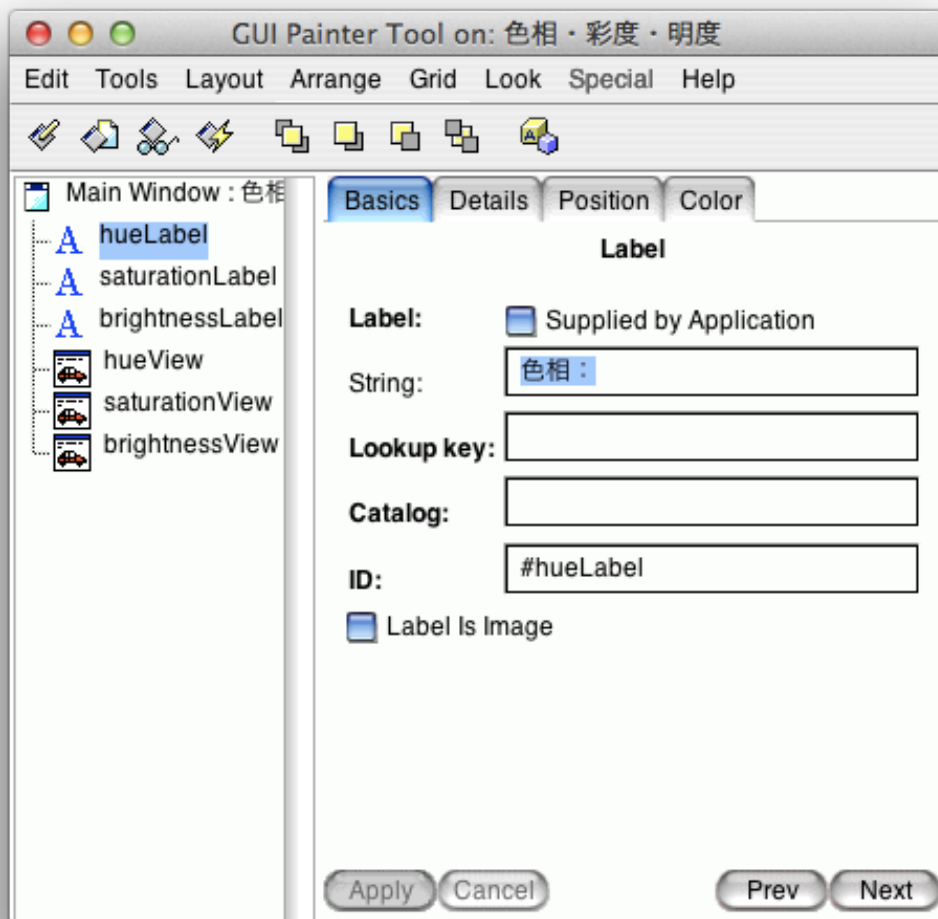 GUI Painter Tool on: 色相・彩度・明度
Edit Tools Layout Arrange Grid Look Special Help
Main Window : 色相
hueLabel
saturationLabel
brightnessLabel
hueView
saturationView
brightnessView
Basics Details Position Color
Label
Label: Supplied by Application
String: 色相：
Lookup key:
Catalog:
ID: #hueLabel
Label Is Image
Apply Cancel Prev Next